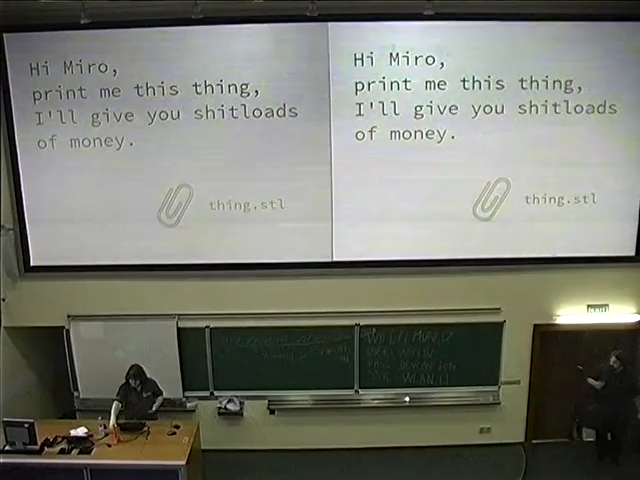 Hi Miro,
print me this thing,
I'll give you shitloads
of money.
thing.stl
Hi Miro,
print me this thing,
I'll give you shitloads
of money.
thing.stl